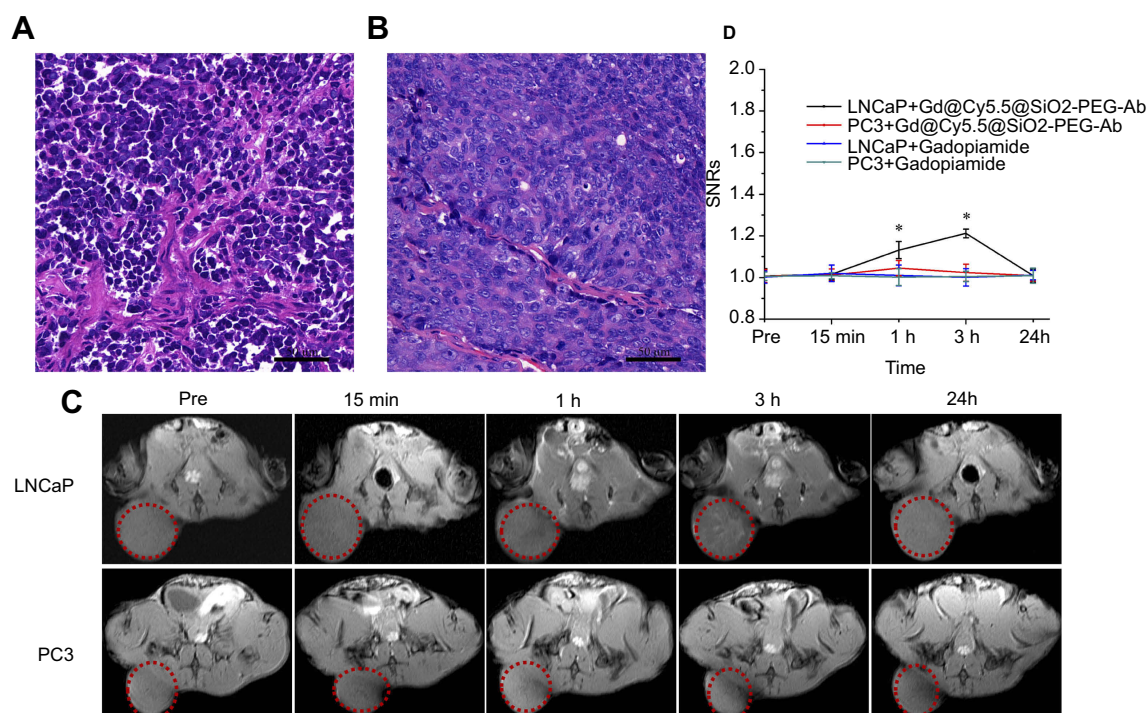 A
B
D
2.0
1.8
1.6
1.4
1.2
1.0
0.8
SNRs
LNCaP+Gd@Cy5.5@SiO2-PEG-Ab
PC3+Gd@Cy5.5@SiO2-PEG-Ab
LNCaP+Gadopiamide
PC3+Gadopiamide
*
*
Pre
15 min
1 h
3 h
24h
Time
50 um
C
Pre
15 min
1 h
3 h
24h
LNCaP
PC3